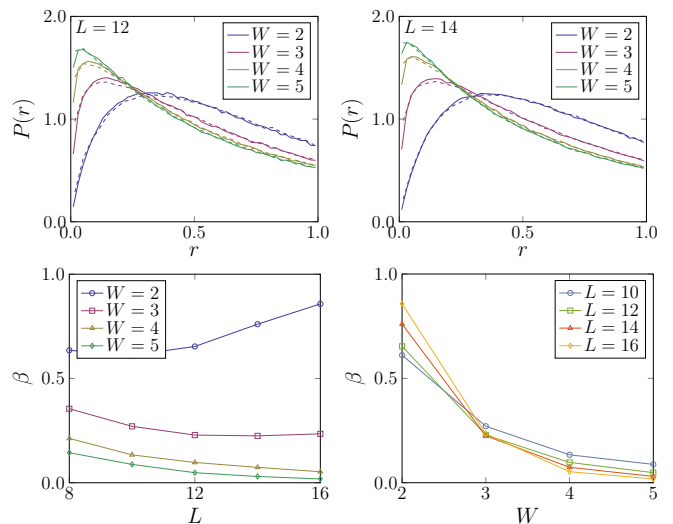 L = 12
W = 2
W = 3
W = 4
W = 5
P(r)
2.0
1.0
0.0
0.0 0.5 1.0
r
L = 14
W = 2
W = 3
W = 4
W = 5
P(r)
2.0
1.0
0.0
0.0 0.5 1.0
r
W = 2
W = 3
W = 4
W = 5
β
1.0
0.5
0.0
8 12 16
L
L = 10
L = 12
L = 14
L = 16
β
1.0
0.5
0.0
2 3 4 5
W